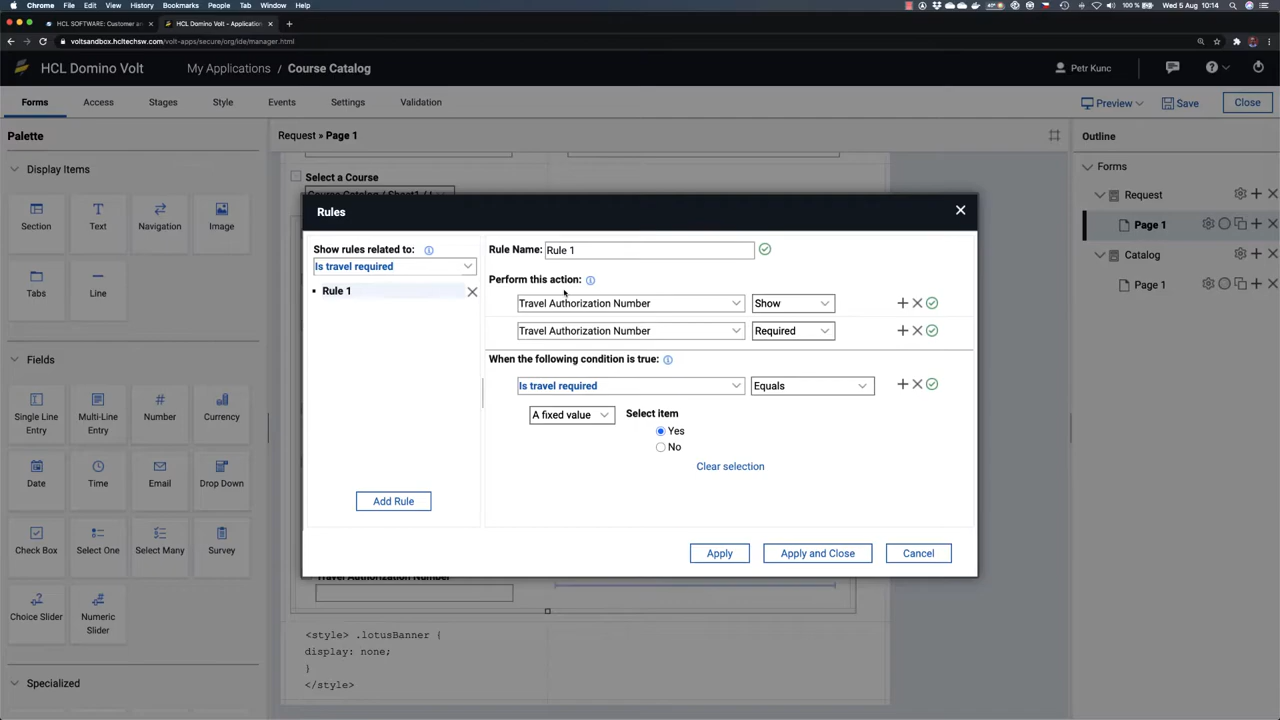 Chrome File Edit View History Bookmarks People Tab Window Help 100 % Wed 5 Aug 10:14
HCL SOFTWARE: Customer an HCL Domino Volt - Application
voltsandbox.hcltechsw.com/volt-apps/secure/org/ide/manager.html
HCL Domino Volt My Applications > Course Catalog Petr Kunc
Forms Access Stages Style Events Settings Validation Preview Save Close
Palette
Request » Page 1
Outline
Display Items
Section Text Navigation Image
Tabs Line
Fields
Single Line Entry Multi-Line Entry Number Currency
Date Time Email Drop Down
Check Box Select One Select Many Survey
Choice Slider Numeric Slider
Specialized
Select a Course
Rules
Show rules related to:
Is travel required
Rule 1
Add Rule
Rule Name: Rule 1
Perform this action:
Travel Authorization Number Show
Travel Authorization Number Required
When the following condition is true:
Is travel required Equals
A fixed value Select item
Yes
No
Clear selection
Apply Apply and Close Cancel
<style> .lotusBanner {
display: none;
}
</style>
Forms
Request
Page 1
Catalog
Page 1